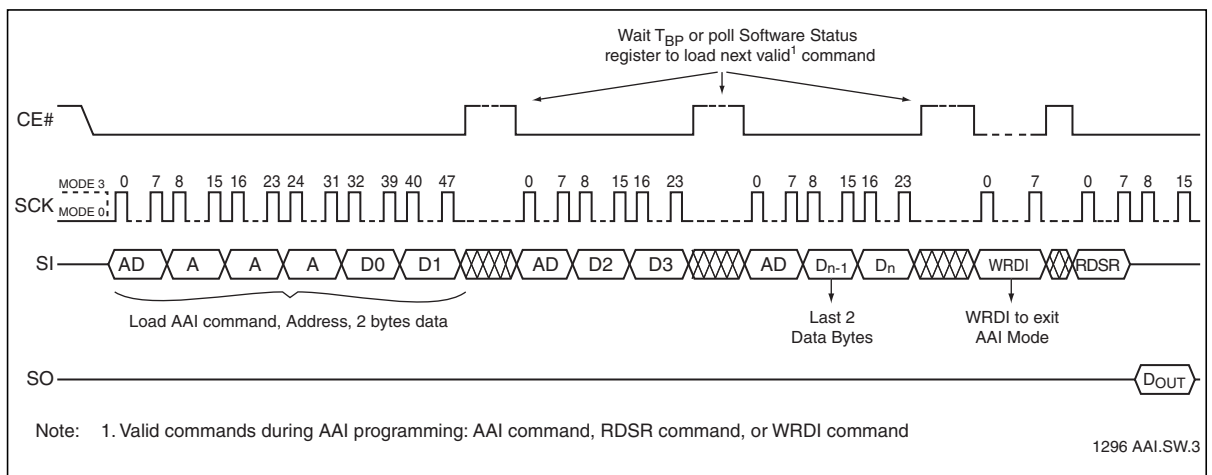 Wait TBP or poll Software Status
register to load next valid1 command
CE#
MODE 3
MODE 0
SCK
0 7 8 15 16 23 24 31 32 39 40 47 0 7 8 15 16 23 0 7 8 15 16 23 0 7 0 7 8 15
SI
AD A A A D0 D1 AD D2 D3 AD Dn-1 Dn WRDI RDSR
Load AAI command, Address, 2 bytes data
Last 2
Data Bytes
WRDI to exit
AAI Mode
SO
DOUT
Note: 1. Valid commands during AAI programming: AAI command, RDSR command, or WRDI command
1296 AAI.SW.3